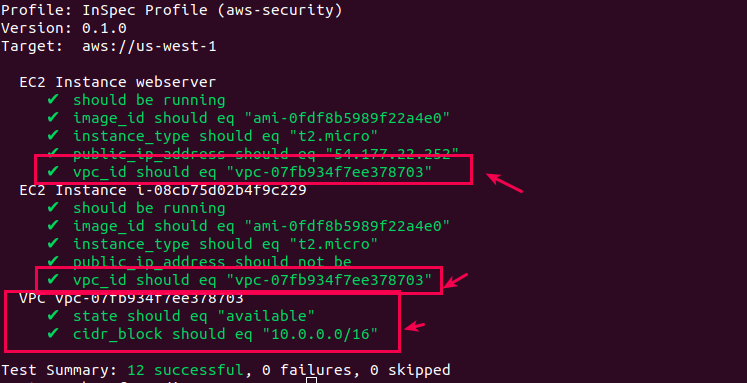 Profile: InSpec Profile (aws-security)
Version: 0.1.0
Target:  aws://us-west-1
EC2 Instance webserver
✔ should be running
✔ image_id should eq "ami-0fdf8b5989f22a4e0"
✔ instance_type should eq "t2.micro"
✔ public_ip_address should eq "54.177.22.252"
✔ vpc_id should eq "vpc-07fb934f7ee378703"
EC2 Instance i-08cb75d02b4f9c229
✔ should be running
✔ image_id should eq "ami-0fdf8b5989f22a4e0"
✔ instance_type should eq "t2.micro"
✔ public_ip_address should not be
✔ vpc_id should eq "vpc-07fb934f7ee378703"
VPC vpc-07fb934f7ee378703
✔ state should eq "available"
✔ cidr_block should eq "10.0.0.0/16"
Test Summary: 12 successful, 0 failures, 0 skipped